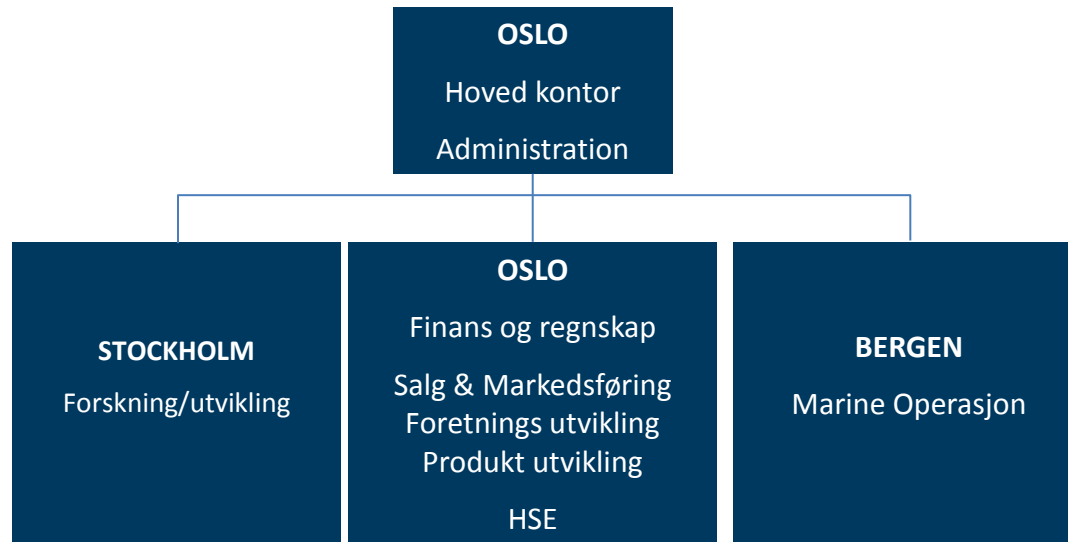 OSLO
Hoved kontor
Administration
STOCKHOLM
Forskning/utvikling
OSLO
Finans og regnskap
Salg & Markedsføring
Foretnings utvikling
Produkt utvikling
HSE
BERGEN
Marine Operasjon